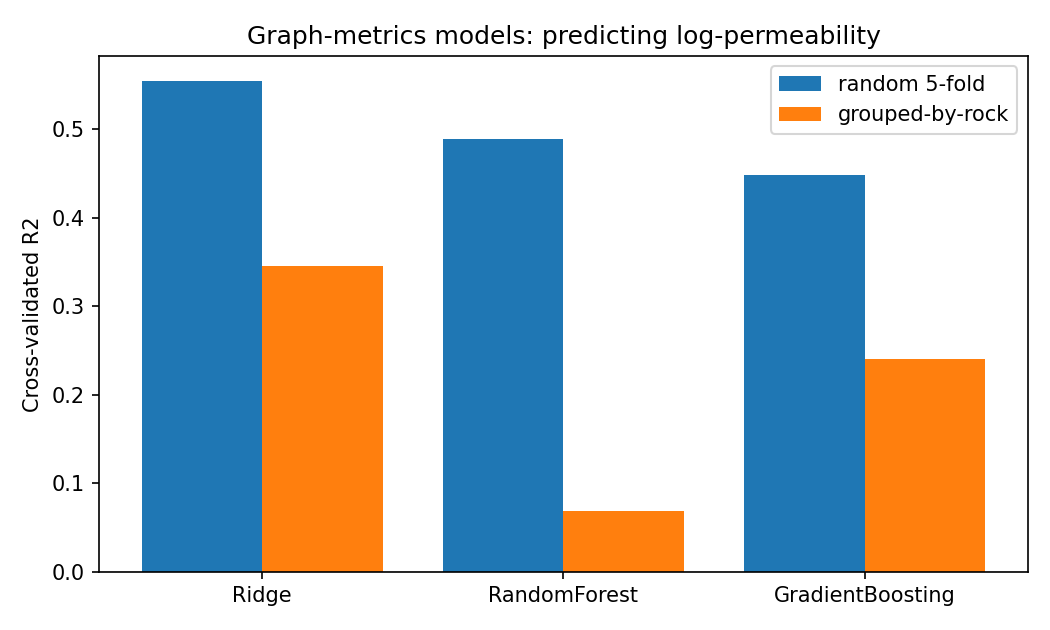 Graph-metrics models: predicting log-permeability
random 5-fold
grouped-by-rock
Cross-validated R2
0.5
0.4
0.3
0.2
0.1
0.0
Ridge
RandomForest
GradientBoosting